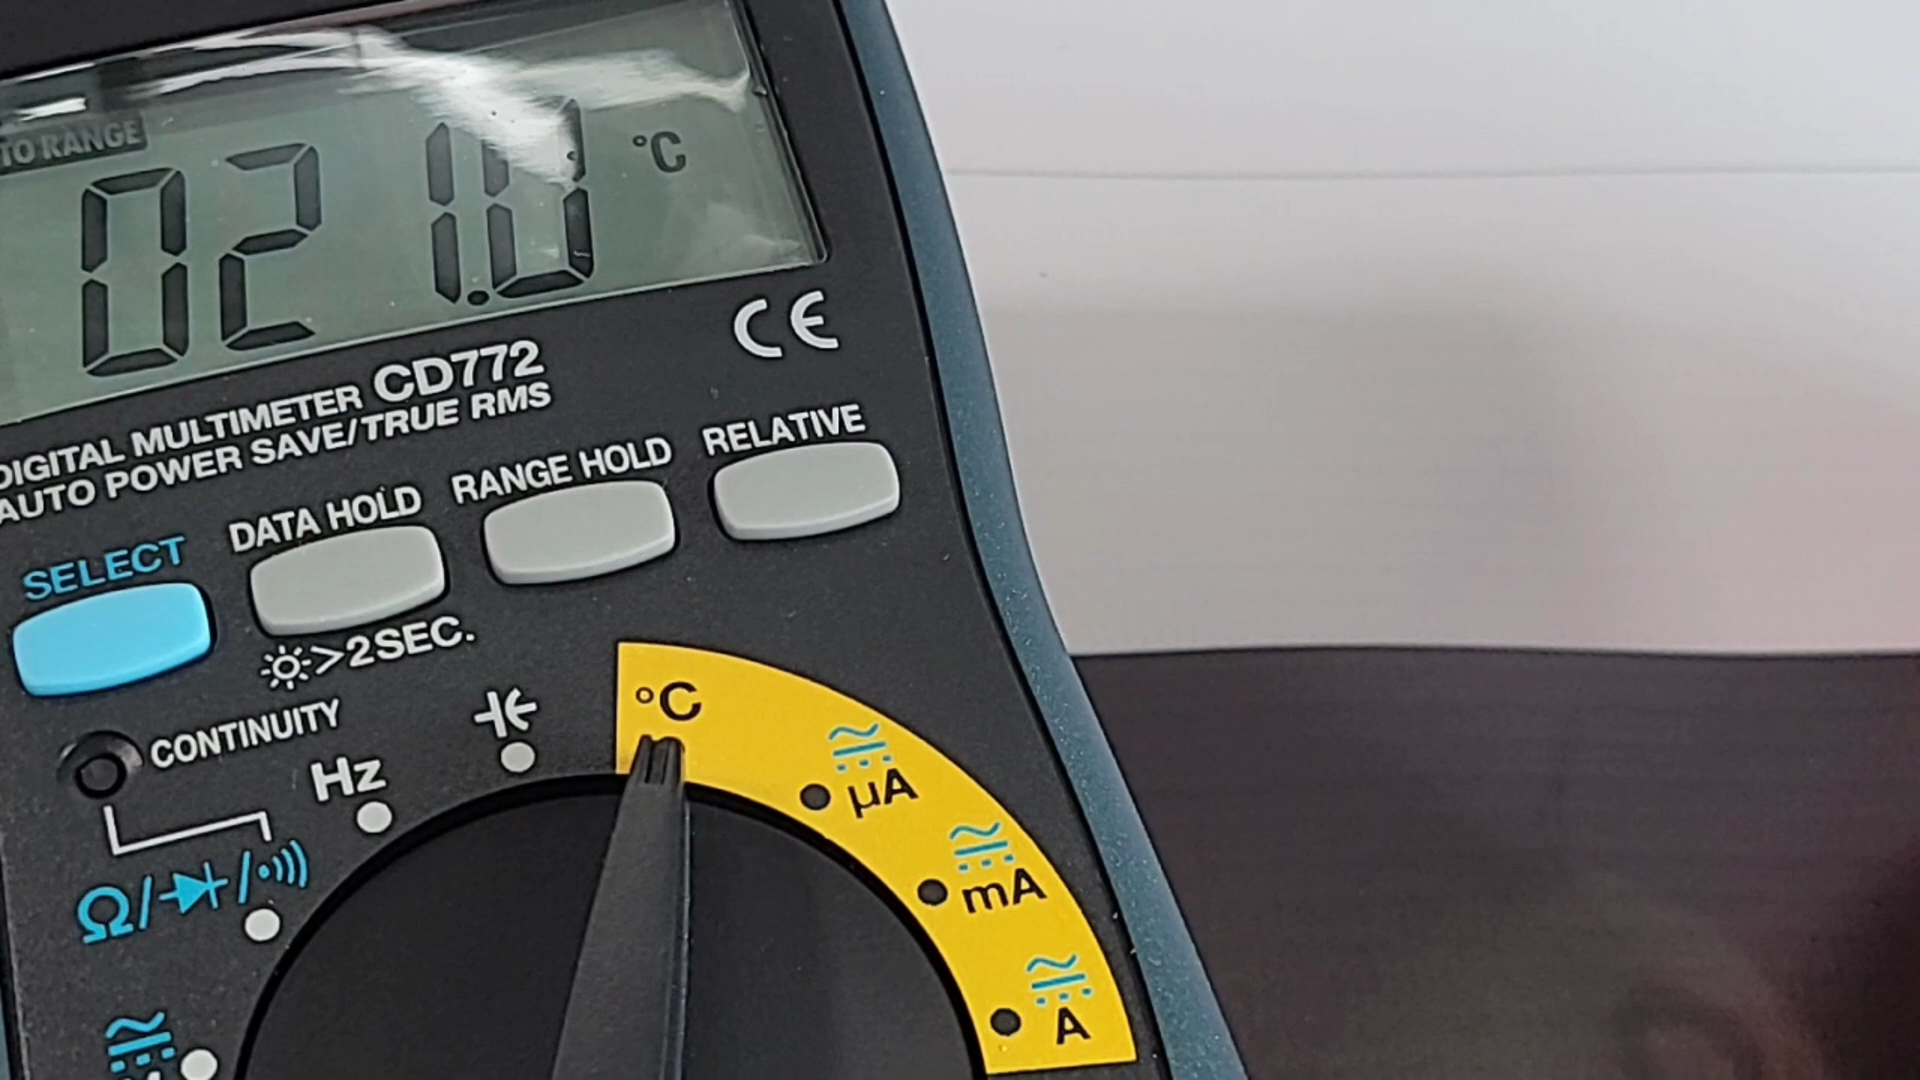 TO RANGE
021.0 °C
CE
DIGITAL MULTIMETER CD772
AUTO POWER SAVE/TRUE RMS
SELECT
DATA HOLD
RANGE HOLD
RELATIVE
>2SEC.
CONTINUITY
Hz
°C
μA
mA
A
Ω/